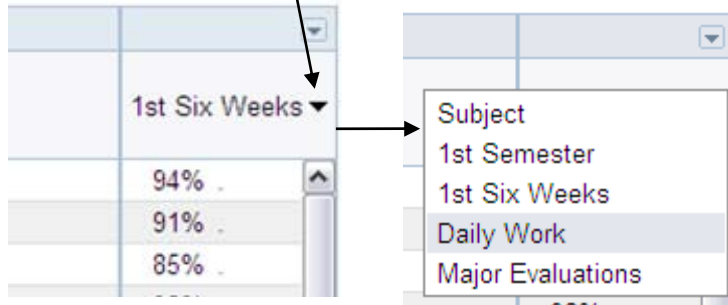 1st Six Weeks
94% .
91% .
85% .
Subject
1st Semester
1st Six Weeks
Daily Work
Major Evaluations